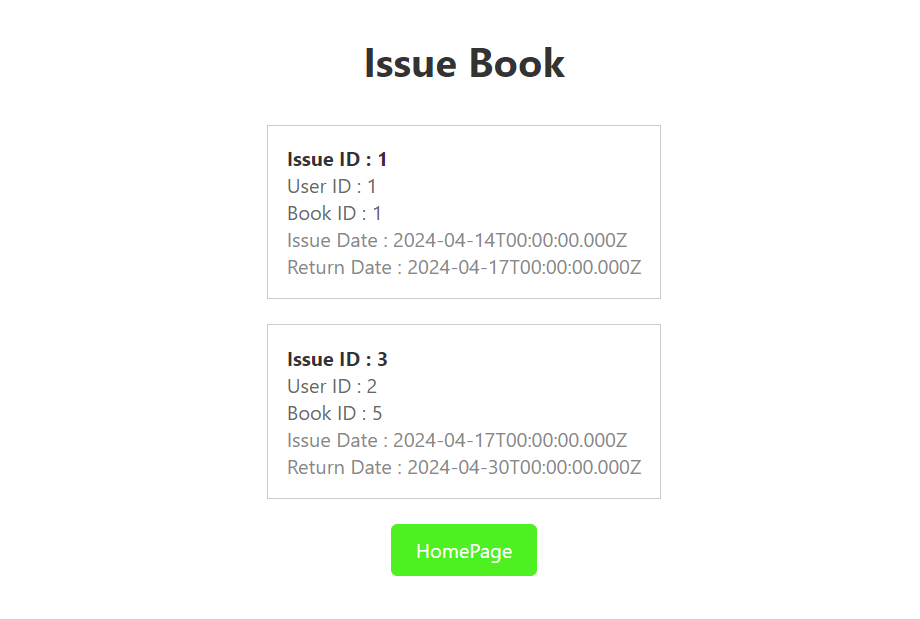 Issue Book
Issue ID : 1
User ID : 1
Book ID : 1
Issue Date : 2024-04-14T00:00:00.000Z
Return Date : 2024-04-17T00:00:00.000Z
Issue ID : 3
User ID : 2
Book ID : 5
Issue Date : 2024-04-17T00:00:00.000Z
Return Date : 2024-04-30T00:00:00.000Z
HomePage